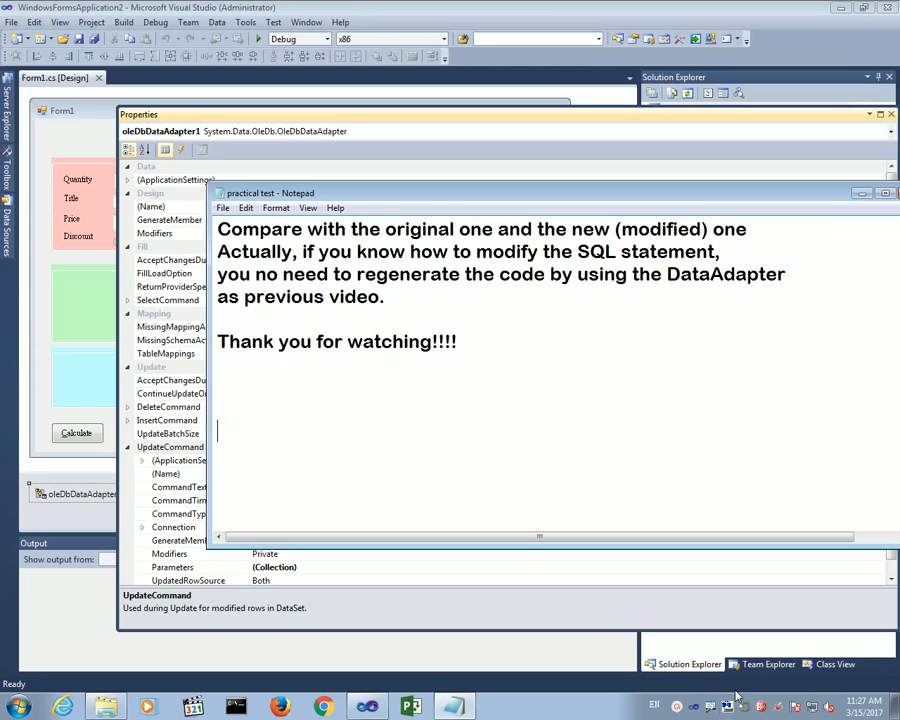 WindowsFormsApplication2 - Microsoft Visual Studio (Administrator)
File Edit View Project Build Debug Team Data Tools Test Window Help
Debug x86
Form1.cs [Design]
Solution Explorer
Server Explorer
Toolbox
Data Sources
Form1
Quantity
Title
Price
Discount
Calculate
oleDbDataAdapter
Output
Show output from:
Properties
oleDbDataAdapter1 System.Data.OleDb.OleDbDataAdapter
Data
(ApplicationSettings)
Design
(Name)
GenerateMember
Modifiers
Fill
AcceptChangesDu
FillLoadOption
ReturnProviderSpe
SelectCommand
Mapping
MissingMappingA
MissingSchemaAc
TableMappings
Update
AcceptChangesDu
ContinueUpdateO
DeleteCommand
InsertCommand
UpdateBatchSize
UpdateCommand
(ApplicationSe
(Name)
CommandText
CommandTim
CommandTyp
Connection
GenerateMem
Modifiers Private
Parameters (Collection)
UpdatedRowSource Both
UpdateCommand
Used during Update for modified rows in DataSet.
practical test - Notepad
File Edit Format View Help
Compare with the original one and the new (modified) one
Actually, if you know how to modify the SQL statement,
you no need to regenerate the code by using the DataAdapter
as previous video.
Thank you for watching!!!!
Solution Explorer Team Explorer Class View
Ready
EN
11:27 AM
3/15/2017